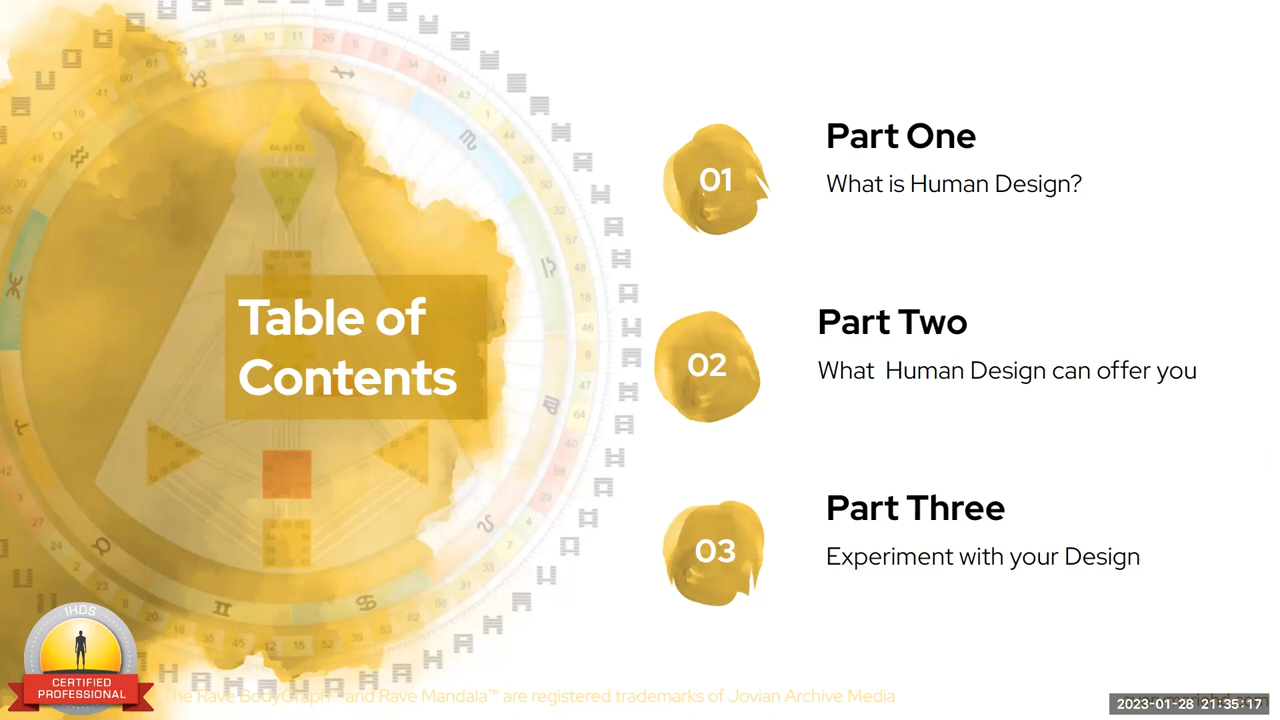 Table of
Contents
01
Part One
What is Human Design?
02
Part Two
What Human Design can offer you
03
Part Three
Experiment with your Design
IHDS
CERTIFIED
PROFESSIONAL
The Rave BodyGraph™ and Rave Mandala™ are registered trademarks of Jovian Archive Media
2023-01-28 21:35:17